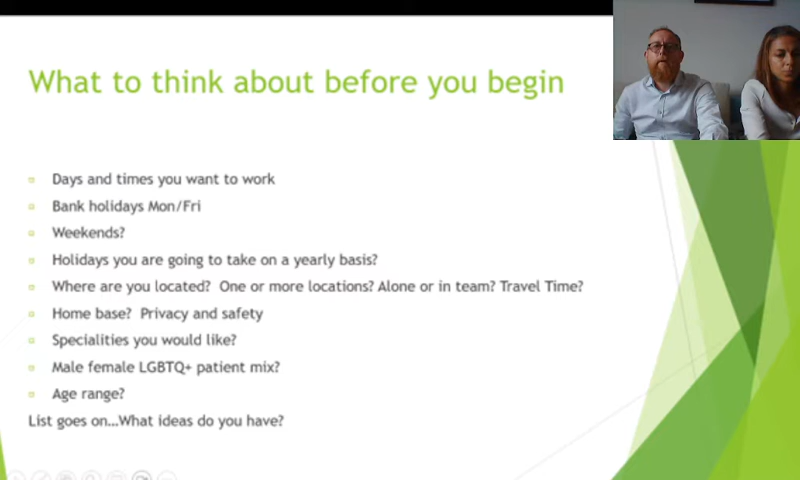 What to think about before you begin
Days and times you want to work
Bank holidays Mon/Fri
Weekends?
Holidays you are going to take on a yearly basis?
Where are you located? One or more locations? Alone or in team? Travel Time?
Home base? Privacy and safety
Specialities you would like?
Male female LGBTQ+ patient mix?
Age range?
List goes on...What ideas do you have?